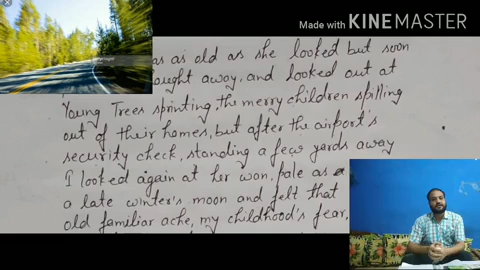 Made with KINEMASTER
as as old as she looked but soon
aught away, and looked out at
Young Trees sprinting, the merry children spilling
out of their homes, but after the airport's
security check, standing a few yards away
I looked again at her wan, pale as a
a late winter's moon and felt that
old familiar ache, my childhood's fear,